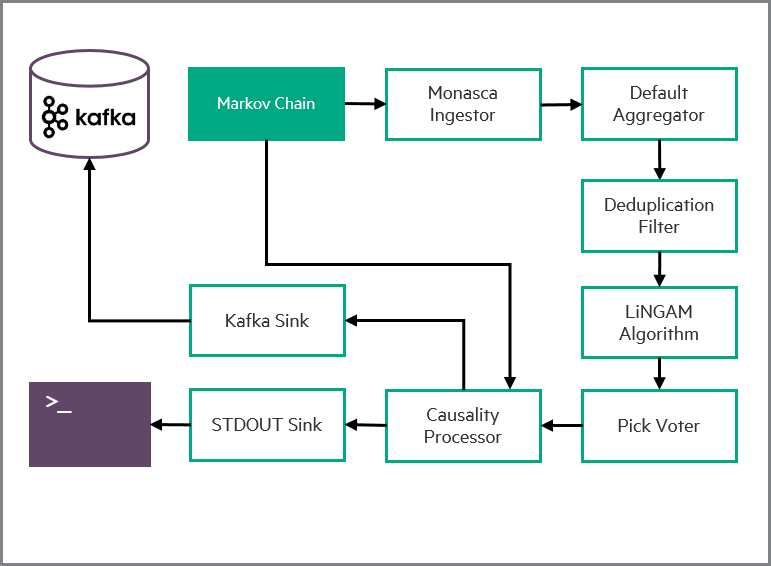 kafka
Markov Chain
Monasca
Ingestor
Default
Aggregator
Deduplication
Filter
Kafka Sink
LiNGAM
Algorithm
>_
STDOUT Sink
Causality
Processor
Pick Voter